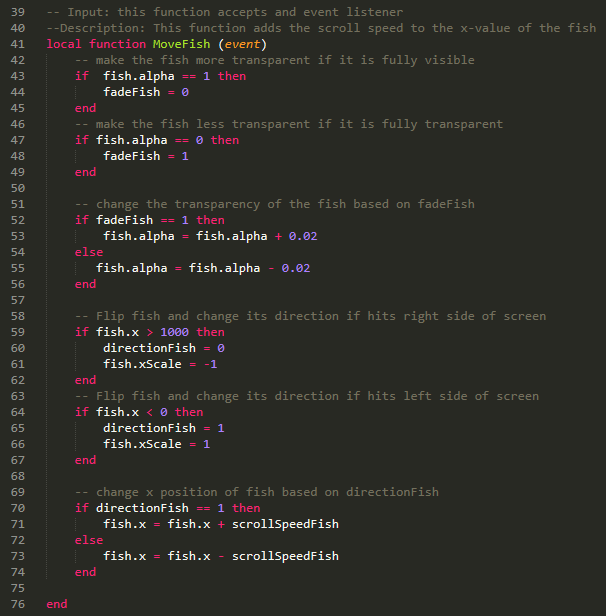 39 -- Input: this function accepts and event listener
40 --Description: This function adds the scroll speed to the x-value of the fish
41 local function MoveFish (event)
42     -- make the fish more transparent if it is fully visible
43     if  fish.alpha == 1 then
44         fadeFish = 0
45     end
46     -- make the fish less transparent if it is fully transparent
47     if fish.alpha == 0 then
48         fadeFish = 1
49     end
50
51     -- change the transparency of the fish based on fadeFish
52     if fadeFish == 1 then
53         fish.alpha = fish.alpha + 0.02
54     else
55        fish.alpha = fish.alpha - 0.02
56     end
57
58     -- Flip fish and change its direction if hits right side of screen
59     if fish.x > 1000 then
60         directionFish = 0
61         fish.xScale = -1
62     end
63     -- Flip fish and change its direction if hits left side of screen
64     if fish.x < 0 then
65         directionFish = 1
66         fish.xScale = 1
67     end
68
69     -- change x position of fish based on directionFish
70     if directionFish == 1 then
71         fish.x = fish.x + scrollSpeedFish
72     else
73         fish.x = fish.x - scrollSpeedFish
74     end
75
76 end